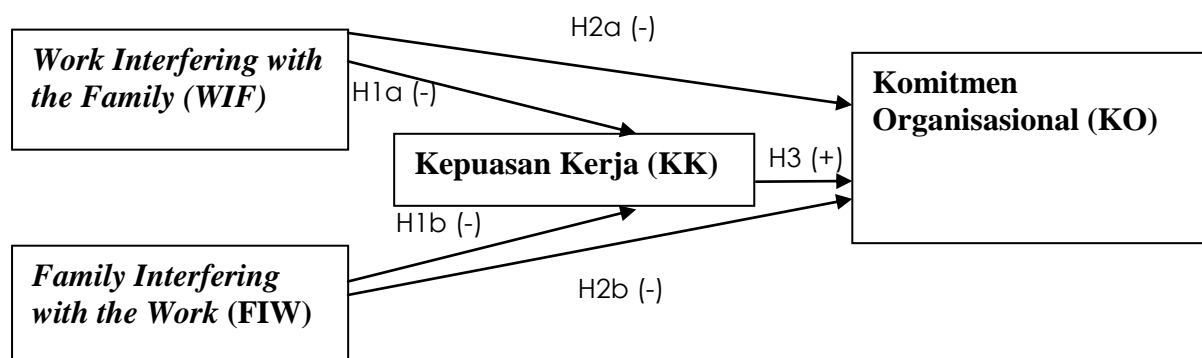 H2a (-)
Work Interfering with
the Family (WIF)
H1a (-)
Komitmen
Organisasional (KO)
Kepuasan Kerja (KK)
H3 (+)
H1b (-)
Family Interfering
with the Work (FIW)
H2b (-)